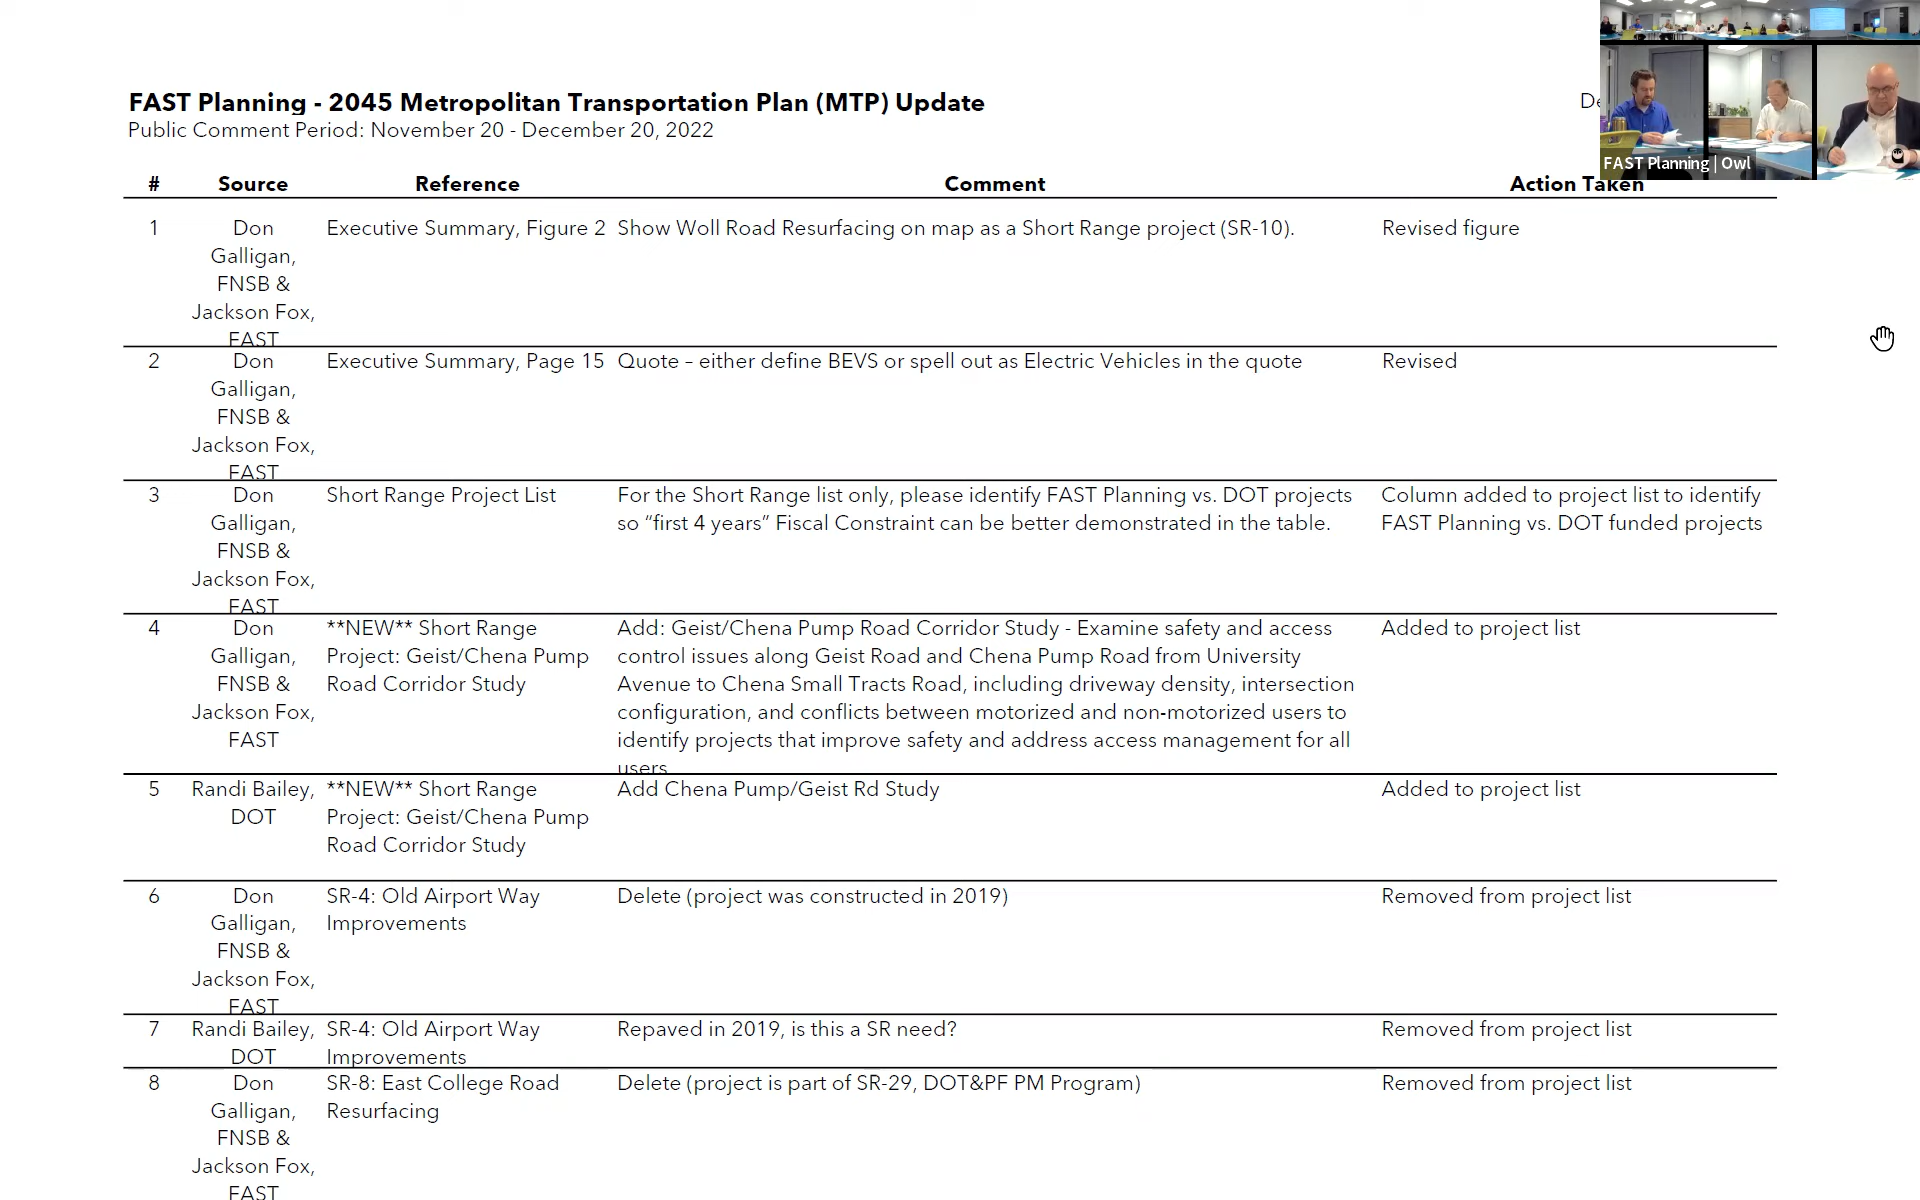 FAST Planning - 2045 Metropolitan Transportation Plan (MTP) Update
Public Comment Period: November 20 - December 20, 2022
FAST Planning | Owl
# Source Reference Comment Action Taken
1 Don Executive Summary, Figure 2 Show Woll Road Resurfacing on map as a Short Range project (SR-10). Revised figure
Galligan,
FNSB &
Jackson Fox,
FAST
2 Don Executive Summary, Page 15 Quote – either define BEVS or spell out as Electric Vehicles in the quote Revised
Galligan,
FNSB &
Jackson Fox,
FAST
3 Don Short Range Project List For the Short Range list only, please identify FAST Planning vs. DOT projects Column added to project list to identify
Galligan, so “first 4 years” Fiscal Constraint can be better demonstrated in the table. FAST Planning vs. DOT funded projects
FNSB &
Jackson Fox,
FAST
4 Don **NEW** Short Range Add: Geist/Chena Pump Road Corridor Study - Examine safety and access Added to project list
Galligan, Project: Geist/Chena Pump control issues along Geist Road and Chena Pump Road from University
FNSB & Road Corridor Study Avenue to Chena Small Tracts Road, including driveway density, intersection
Jackson Fox, configuration, and conflicts between motorized and non-motorized users to
FAST identify projects that improve safety and address access management for all
users
5 Randi Bailey, **NEW** Short Range Add Chena Pump/Geist Rd Study Added to project list
DOT Project: Geist/Chena Pump
Road Corridor Study
6 Don SR-4: Old Airport Way Delete (project was constructed in 2019) Removed from project list
Galligan, Improvements
FNSB &
Jackson Fox,
FAST
7 Randi Bailey, SR-4: Old Airport Way Repaved in 2019, is this a SR need? Removed from project list
DOT Improvements
8 Don SR-8: East College Road Delete (project is part of SR-29, DOT&PF PM Program) Removed from project list
Galligan, Resurfacing
FNSB &
Jackson Fox,
FAST